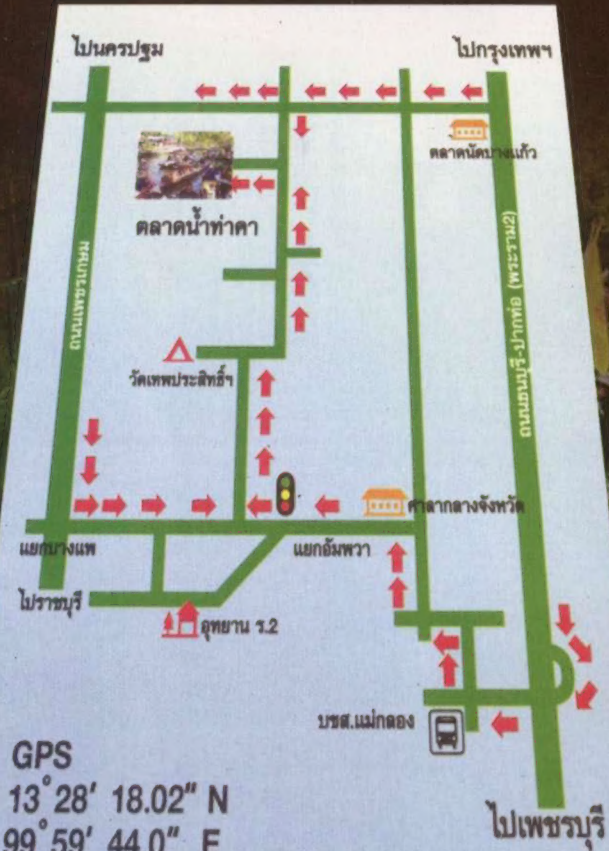 ไปนครปฐม
ไปกรุงเทพฯ
ตลาดนัดบางแก้ว
ตลาดน้ำท่าคา
ถนนเพชรเกษม
ถนนธนบุรี-ปากท่อ (พระราม2)
วัดเทพประสิทธิ์ฯ
ศาลากลางจังหวัด
แยกบางแพ
แยกอัมพวา
ไปราชบุรี
อุทยาน ร.2
บขส.แม่กลอง
GPS
13°28' 18.02" N
99°59' 44.0" E
ไปเพชรบุรี